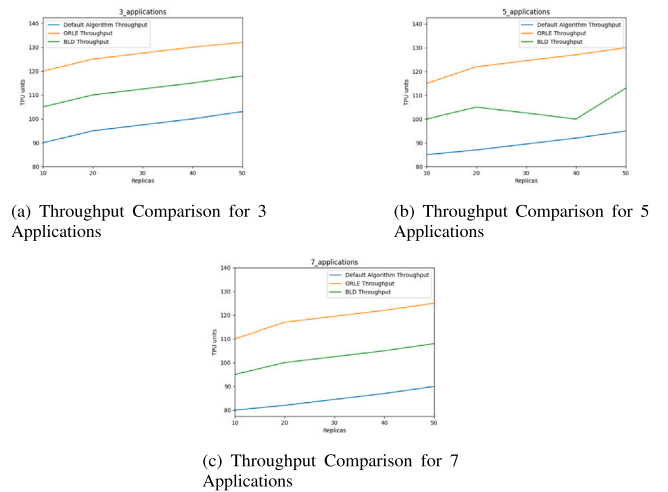 3_applications
Default Algorithm Throughput
ORLE Throughput
BLD Throughput
TPU units
140
130
120
110
100
90
80
10 20 30 40 50
Replicas
(a) Throughput Comparison for 3
Applications
5_applications
Default Algorithm Throughput
ORLE Throughput
BLD Throughput
TPU units
140
130
120
110
100
90
80
10 20 30 40 50
Replicas
(b) Throughput Comparison for 5
Applications
7_applications
Default Algorithm Throughput
ORLE Throughput
BLD Throughput
TPU units
140
130
120
110
100
90
80
10 20 30 40 50
Replicas
(c) Throughput Comparison for 7
Applications